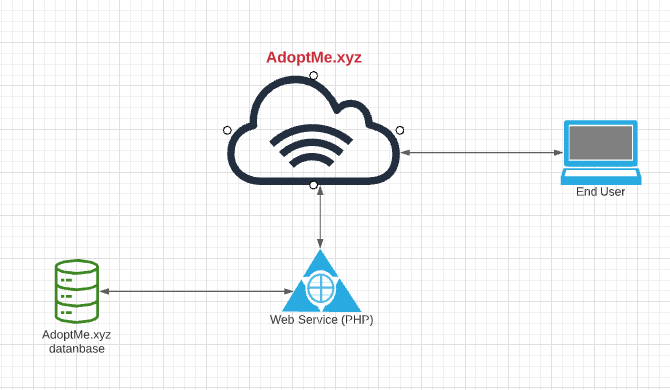 AdoptMe.xyz
End User
Web Service (PHP)
AdoptMe.xyz
datanbase